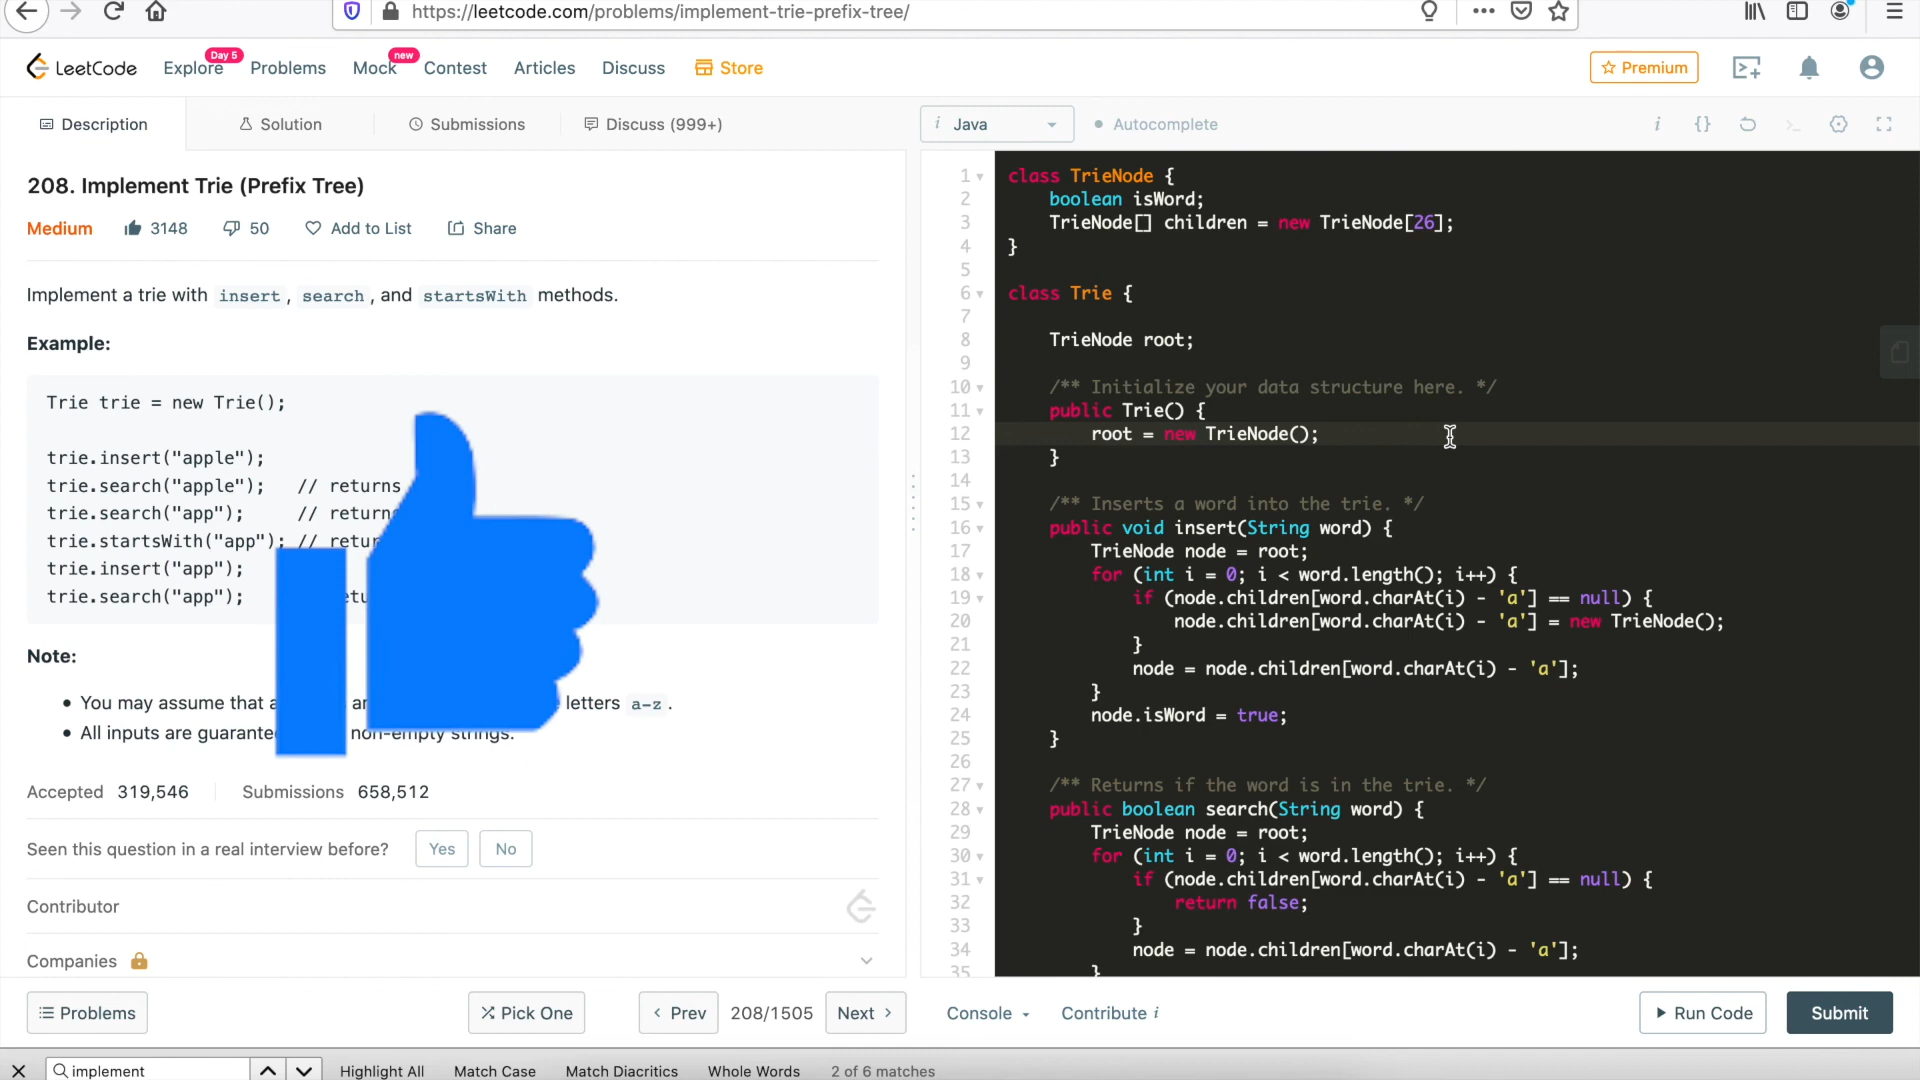 https://leetcode.com/problems/implement-trie-prefix-tree/
LeetCode Explore Day 5 Problems Mock new Contest Articles Discuss Store Premium
Description Solution Submissions Discuss (999+)
i Java Autocomplete
208. Implement Trie (Prefix Tree)
Medium 3148 50 Add to List Share
Implement a trie with insert, search, and startsWith methods.
Example:
Trie trie = new Trie();
trie.insert("apple");
trie.search("apple"); // returns
trie.search("app"); // returns
trie.startsWith("app"); //
trie.insert("app");
trie.search("app");
Note:
You may assume that letters a-z.
All inputs are non-empty strings.
Accepted 319,546 Submissions 658,512
Seen this question in a real interview before? Yes No
Contributor
Companies
1 class TrieNode {
2 boolean isWord;
3 TrieNode[] children = new TrieNode[26];
4 }
5
6 class Trie {
7
8 TrieNode root;
9
10 /** Initialize your data structure here. */
11 public Trie() {
12 root = new TrieNode();
13 }
14
15 /** Inserts a word into the trie. */
16 public void insert(String word) {
17 TrieNode node = root;
18 for (int i = 0; i < word.length(); i++) {
19 if (node.children[word.charAt(i) - 'a'] == null) {
20 node.children[word.charAt(i) - 'a'] = new TrieNode();
21 }
22 node = node.children[word.charAt(i) - 'a'];
23 }
24 node.isWord = true;
25 }
26
27 /** Returns if the word is in the trie. */
28 public boolean search(String word) {
29 TrieNode node = root;
30 for (int i = 0; i < word.length(); i++) {
31 if (node.children[word.charAt(i) - 'a'] == null) {
32 return false;
33 }
34 node = node.children[word.charAt(i) - 'a'];
35 }
Problems Pick One Prev 208/1505 Next Console Contribute i Run Code Submit
implement Highlight All Match Case Match Diacritics Whole Words 2 of 6 matches